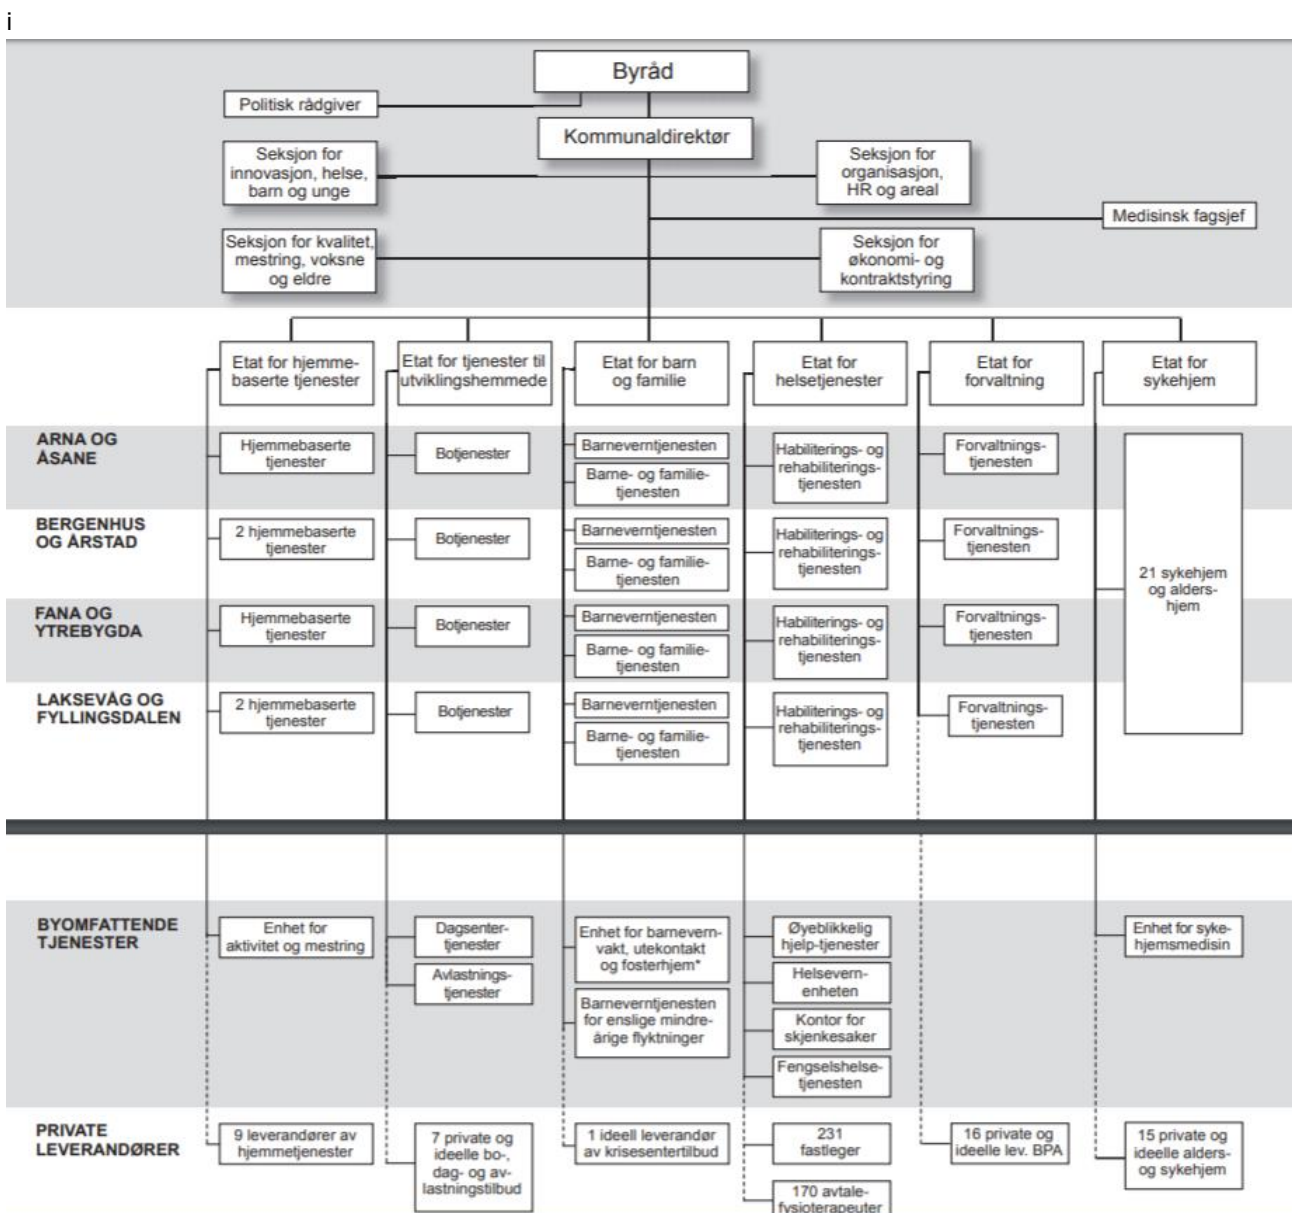 i
Byråd
Politisk rådgiver
Kommunaldirektør
Seksjon for
innovasjon, helse,
barn og unge
Seksjon for
organisasjon,
HR og areal
Medisinsk fagsjef
Seksjon for kvalitet,
mestring, voksne
og eldre
Seksjon for
økonomi- og
kontraktstyring
Etat for hjemme-
baserte tjenester
Etat for tjenester til
utviklingshemmede
Etat for barn
og familie
Etat for
helsetjenester
Etat for
forvaltning
Etat for
sykehjem
ARNA OG
ÅSANE
Hjemmebaserte
tjenester
Botjenester
Barneverntjenesten
Barne- og familie-
tjenesten
Habiliterings- og
rehabiliterings-
tjenesten
Forvaltnings-
tjenesten
21 sykehjem
og alders-
hjem
BERGENHUS
OG ÅRSTAD
2 hjemmebaserte
tjenester
Botjenester
Barneverntjenesten
Barne- og familie-
tjenesten
Habiliterings- og
rehabiliterings-
tjenesten
Forvaltnings-
tjenesten
FANA OG
YTREBYGDA
Hjemmebaserte
tjenester
Botjenester
Barneverntjenesten
Barne- og familie-
tjenesten
Habiliterings- og
rehabiliterings-
tjenesten
Forvaltnings-
tjenesten
LAKSEVÅG OG
FYLLINGSDALEN
2 hjemmebaserte
tjenester
Botjenester
Barneverntjenesten
Barne- og familie-
tjenesten
Habiliterings- og
rehabiliterings-
tjenesten
Forvaltnings-
tjenesten
BYOMFATTENDE
TJENESTER
Enhet for
aktivitet og mestring
Dagsenter-
tjenester
Avlastnings-
tjenester
Enhet for barnevern-
vakt, utekontakt
og fosterhjem*
Barneverntjenesten
for enslige mindre-
årige flyktninger
Øyeblikkelig
hjelp-tjenester
Helsevern-
enheten
Kontor for
skjenkesaker
Fengselshelse-
tjenesten
Enhet for syke-
hjemsmedisin
PRIVATE
LEVERANDØRER
9 leverandører av
hjemmetjenester
7 private og
ideelle bo-,
dag- og av-
lastningstilbud
1 ideell leverandør
av krisesentertilbud
231
fastleger
170 avtale-
fysioterapeuter
16 private og
ideelle lev. BPA
15 private og
ideelle alders-
og sykehjem